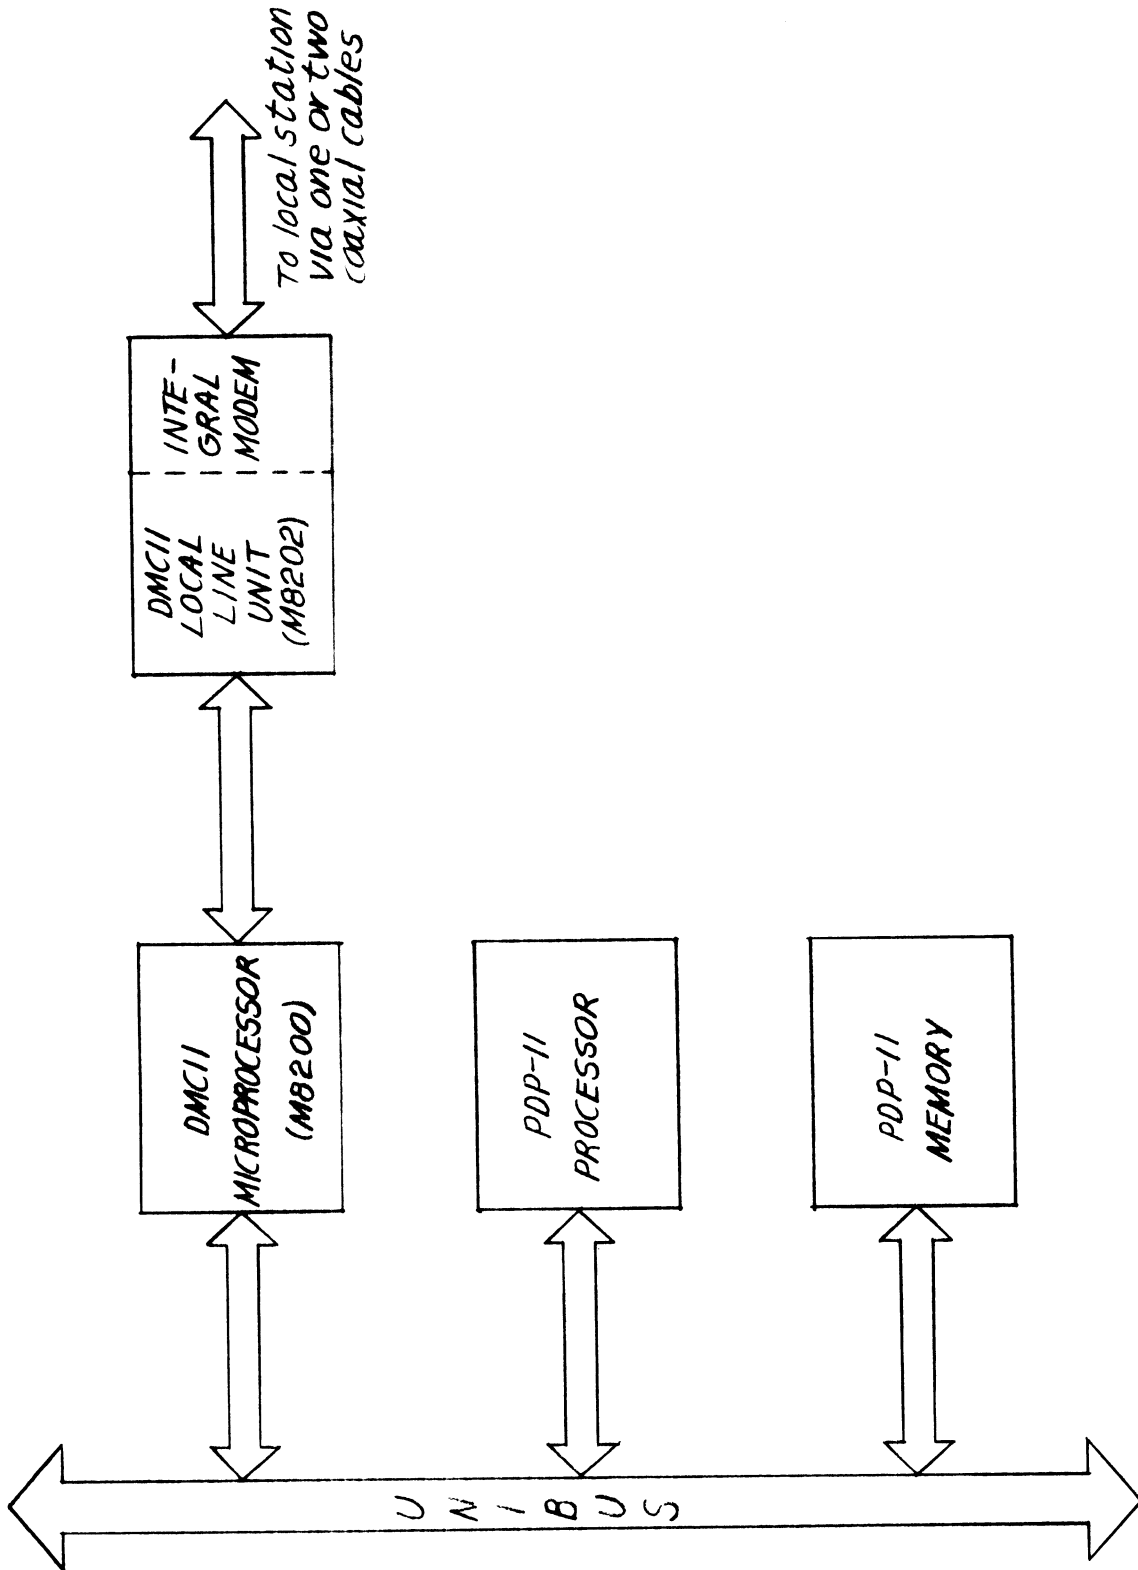 To local station
via one or two
coaxial cables
INTE-
GRAL
MODEM
DMC11
LOCAL
LINE
UNIT
(M8202)
DMC11
MICROPROCESSOR
(M8200)
PDP-11
PROCESSOR
PDP-11
MEMORY
UNIBUS